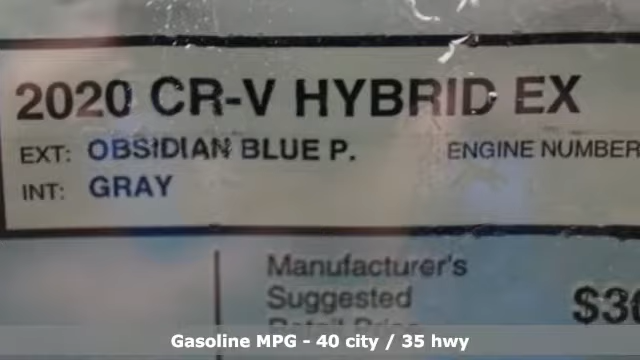 2020 CR-V HYBRID EX
EXT: OBSIDIAN BLUE P.
ENGINE NUMBER
INT: GRAY
Manufacturer's
Suggested
Retail Price
$30
Gasoline MPG - 40 city / 35 hwy